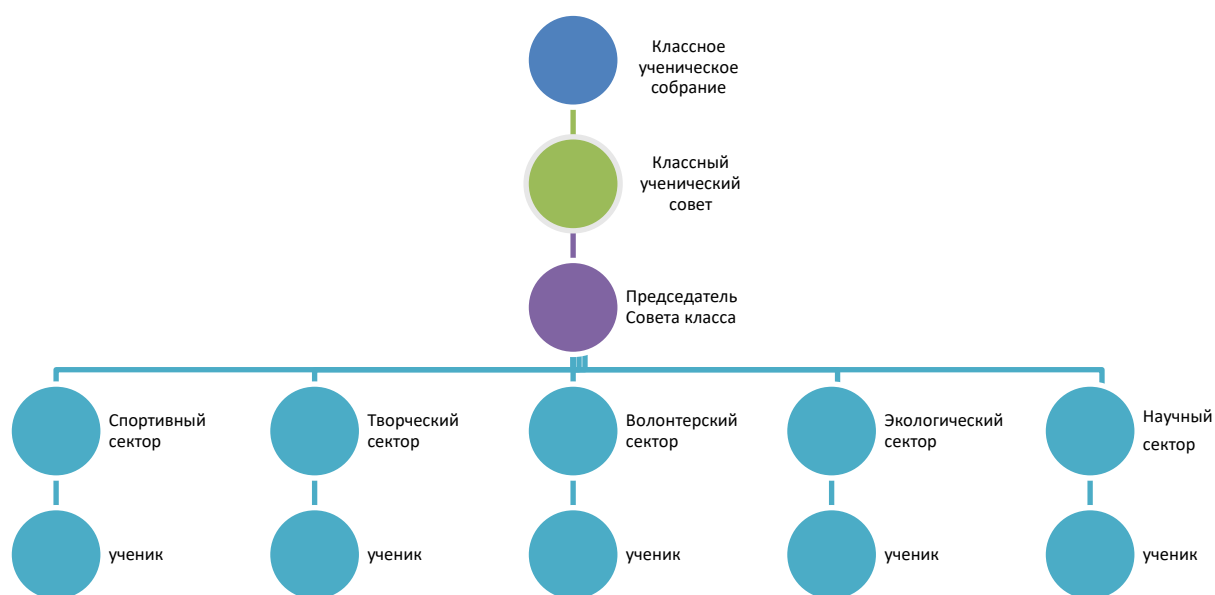 Классное
ученическое
собрание
Классный
ученический
совет
Председатель
Совета класса
Спортивный
сектор
Творческий
сектор
Волонтерский
сектор
Экологический
сектор
Научный
сектор
ученик
ученик
ученик
ученик
ученик